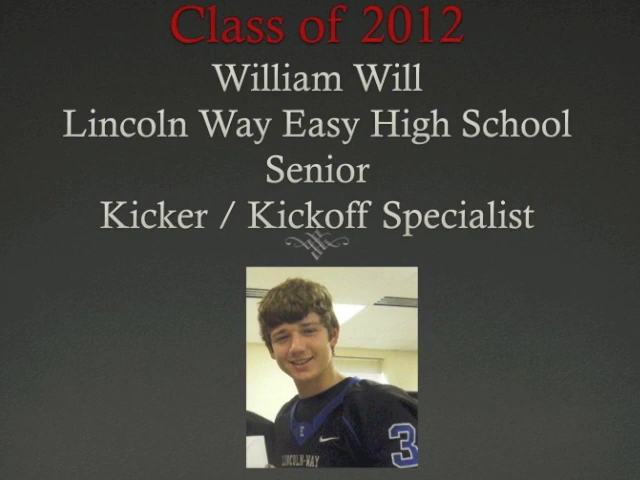 Class of 2012
William Will
Lincoln Way Easy High School
Senior
Kicker / Kickoff Specialist
E
LINCOLN-WAY
3